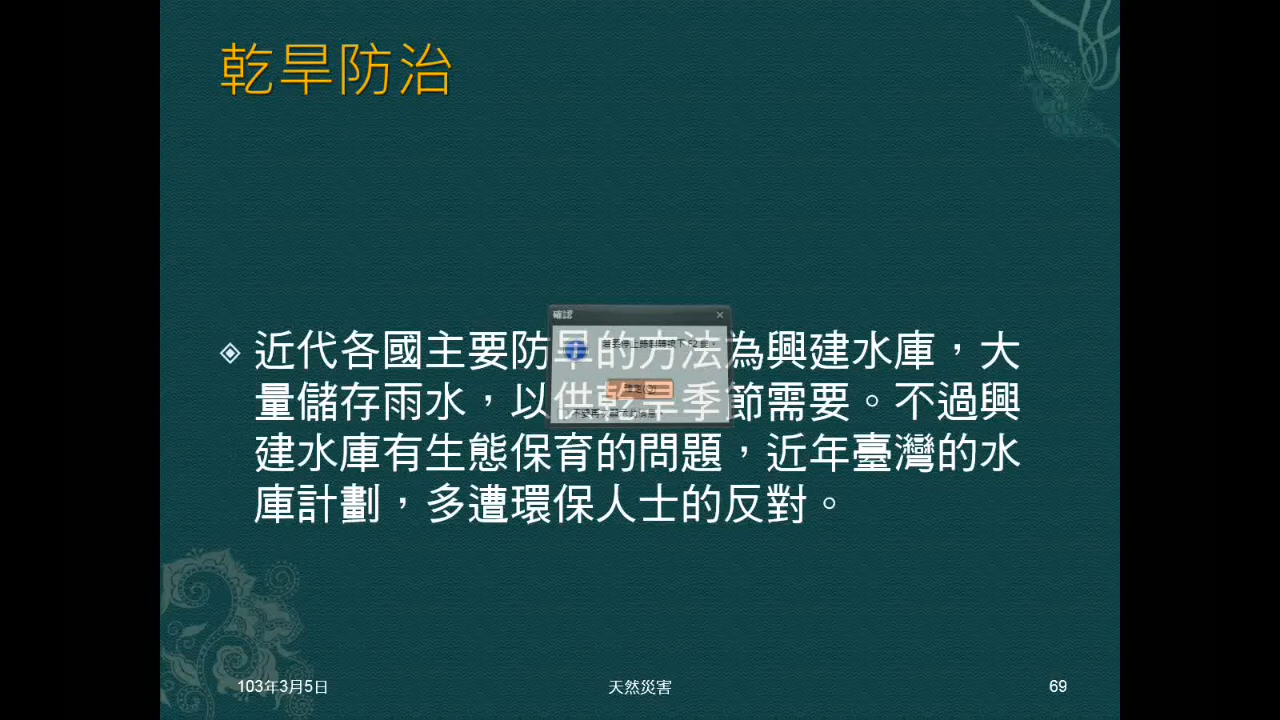 乾旱防治
近代各國主要防旱的方法為興建水庫，大
量儲存雨水，以供乾旱季節需要。不過興
建水庫有生態保育的問題，近年臺灣的水
庫計劃，多遭環保人士的反對。
確認
103年3月5日
天然災害
69